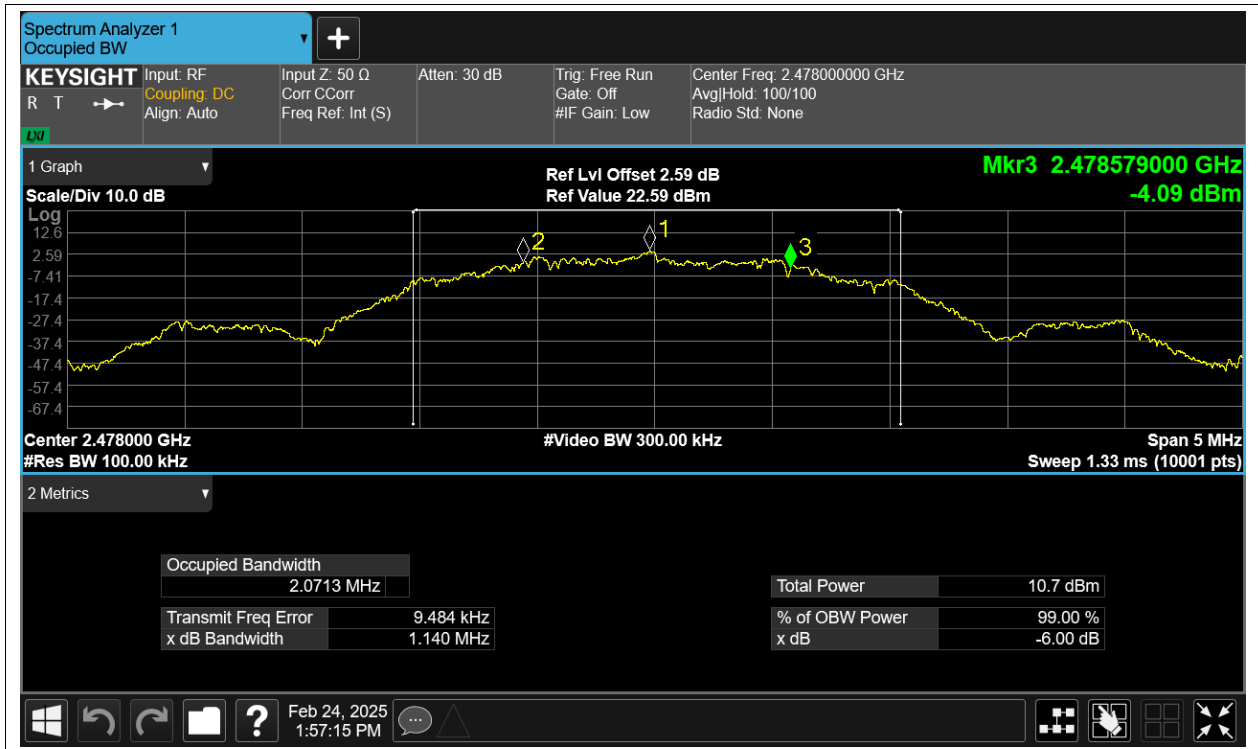 Spectrum Analyzer 1
Occupied BW
+
KEYSIGHT
R T
LXI
Input: RF
Coupling: DC
Align: Auto
Input Z: 50 Ω
Corr CCorr
Freq Ref: Int (S)
Atten: 30 dB
Trig: Free Run
Gate: Off
#IF Gain: Low
Center Freq: 2.478000000 GHz
Avg|Hold: 100/100
Radio Std: None
1 Graph
Scale/Div 10.0 dB
Ref Lvl Offset 2.59 dB
Ref Value 22.59 dBm
Mkr3 2.478579000 GHz
-4.09 dBm
Log
12.6
2.59
-7.41
-17.4
-27.4
-37.4
-47.4
-57.4
-67.4
2
1
3
Center 2.478000 GHz
#Video BW 300.00 kHz
Span 5 MHz
#Res BW 100.00 kHz
Sweep 1.33 ms (10001 pts)
2 Metrics
Occupied Bandwidth
2.0713 MHz
Transmit Freq Error 9.484 kHz
x dB Bandwidth 1.140 MHz
Total Power 10.7 dBm
% of OBW Power 99.00 %
x dB -6.00 dB
?
Feb 24, 2025
1:57:15 PM